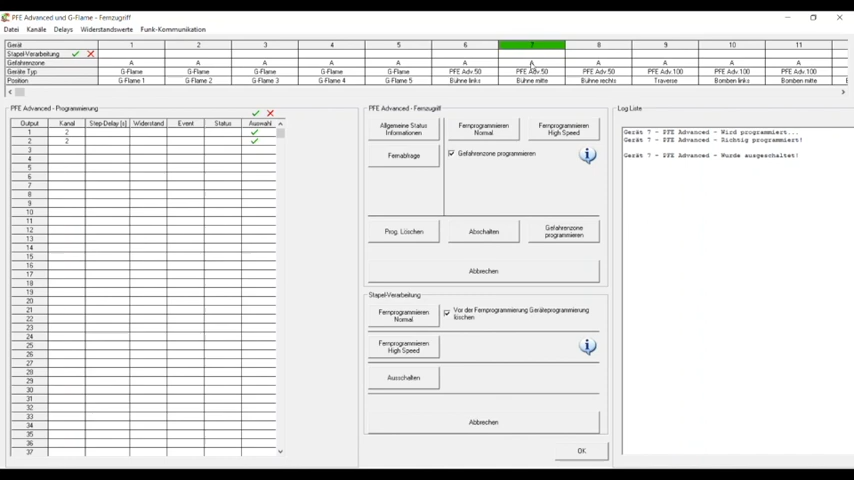 PFE Advanced und G-Flame - Fernzugriff
Datei Kanäle Delays Widerstandswerte Funk-Kommunikation
Gerät 1 2 3 4 5 6 7 8 9 10 11
Stapel-Verarbeitung
Gefahrenzone A A A A A A A A A A A
Geräte Typ G-Flame G-Flame G-Flame G-Flame G-Flame PFE Adv.50 PFE Adv.50 PFE Adv.50 PFE Adv.100 PFE Adv.100 PFE Adv.100
Position G-Flame 1 G-Flame 2 G-Flame 3 G-Flame 4 G-Flame 5 Bühne links Bühne mitte Bühne rechts Traverse Bomben links Bomben mitte
PFE Advanced - Programmierung
Output Kanal Step-Delay [s] Widerstand Event Status Auswahl
1 2
2 2
3
4
5
6
7
8
9
10
11
12
13
14
15
16
17
18
19
20
21
22
23
24
25
26
27
28
29
30
31
32
33
34
35
36
37
PFE Advanced - Fernzugriff
Allgemeine Status
Informationen
Fernprogrammieren
Normal
Fernprogrammieren
High Speed
Fernabfrage
Gefahrenzone programmieren
Prog. Löschen
Abschalten
Gefahrenzone
programmieren
Abbrechen
Stapel-Verarbeitung
Fernprogrammieren
Normal
Vor der Fernprogrammierung Geräteprogrammierung
löschen
Fernprogrammieren
High Speed
Ausschalten
Abbrechen
OK
Log Liste
Gerät 7 - PFE Advanced - Wird programmiert...
Gerät 7 - PFE Advanced - Richtig programmiert!
Gerät 7 - PFE Advanced - Wurde ausgeschaltet!